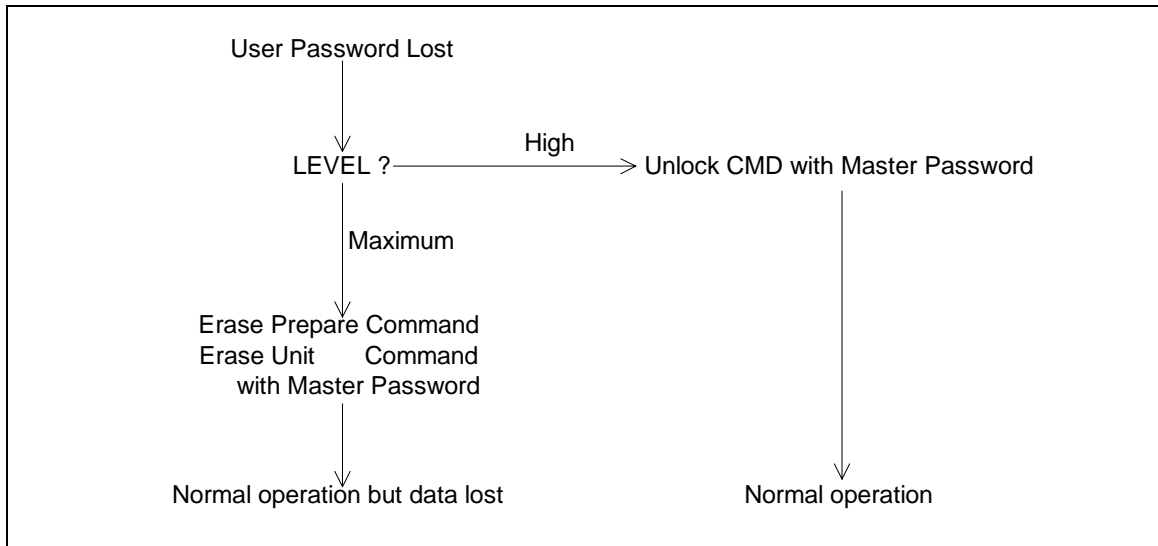 User Password Lost
High
LEVEL ?
Unlock CMD with Master Password
Maximum
Erase Prepare Command
Erase Unit Command
with Master Password
Normal operation but data lost
Normal operation